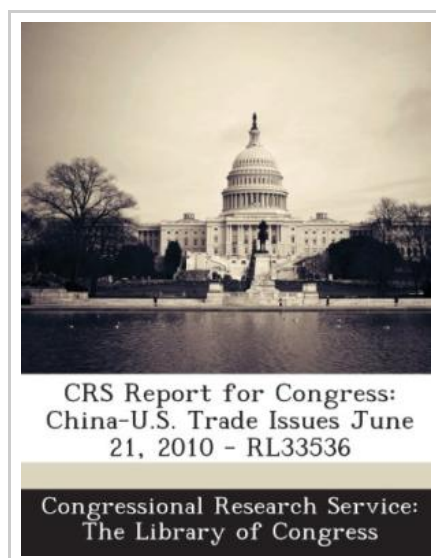 CRS Report for Congress:
China-U.S. Trade Issues June
21, 2010 - RL33536
Congressional Research Service:
The Library of Congress